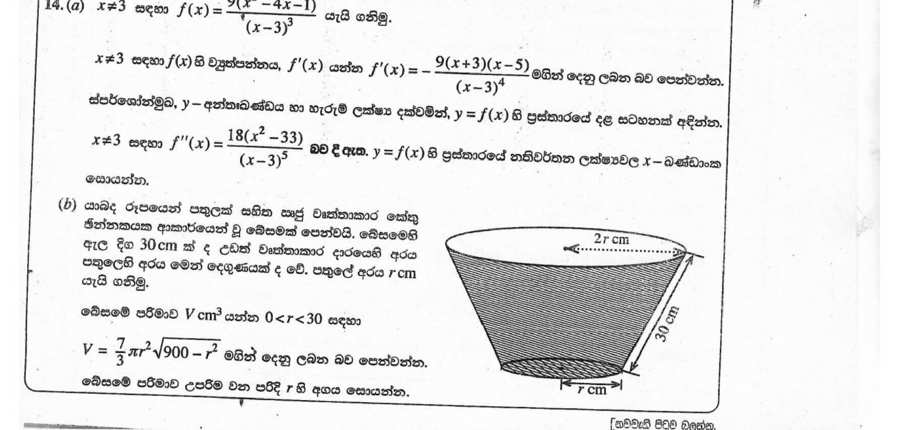 14.(a) x≠3 සඳහා f(x) = 9(x² − 4x − 1)/(x−3)³ යැයි ගනිමු.
x≠3 සඳහා f(x) හි ව්‍යුත්පන්නය, f′(x) යන්න f′(x) = − 9(x+3)(x−5)/(x−3)⁴ මගින් දෙනු ලබන බව පෙන්වන්න.
ස්පර්ශෝන්මුඛ, y − අන්තඃඛණ්ඩය හා හැරුම් ලක්ෂ්‍ය දක්වමින්, y = f(x) හි ප්‍රස්තාරයේ දළ සටහනක් අඳින්න.
x≠3 සඳහා f″(x) = 18(x² − 33)/(x−3)⁵ බව දී ඇත. y = f(x) හි ප්‍රස්තාරයේ නතිවර්තන ලක්ෂ්‍යවල x − ඛණ්ඩාංක
සොයන්න.
(b) යාබද රූපයෙන් පතුලක් සහිත සෘජු වෘත්තාකාර කේතු
ඡින්නකයක ආකාරයෙන් වූ බේසමක් පෙන්වයි. බේසමෙහි
ඇල දිග 30 cm ක් ද උඩත් වෘත්තාකාර දාරයෙහි අරය
පතුලෙහි අරය මෙන් දෙගුණයක් ද වේ. පතුලේ අරය r cm
යැයි ගනිමු.
බේසමේ පරිමාව V cm³ යන්න 0 < r < 30 සඳහා
V = 7/3 πr²√(900 − r²) මගින් දෙනු ලබන බව පෙන්වන්න.
බේසමේ පරිමාව උපරිම වන පරිදි r හි අගය සොයන්න.
2r cm
30 cm
r cm
[නවවැනි පිටුව බලන්න.